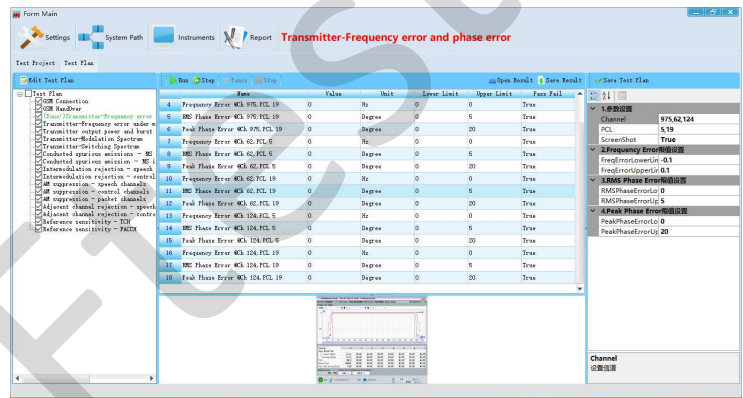 Form Main
Settings System Path Instruments Report Transmitter-Frequency error and phase error
Test Project Test Plan
Edit Test Plan
Run Step Pause Stop Open Result Save Result
Save Test Plan
Test Plan
GSM Connection
GSM HandOver
(Done)Transmitter-Frequency error
Transmitter-Frequency error under m
Transmitter output power and burst
Transmitter-Modulation Spectrum
Transmitter-Switching Spectrum
Conducted spurious emissions - MS
Conducted spurious emission - MS i
Intermodulation rejection - speech
Intermodulation rejection - control
AM suppression - speech channels
AM suppression - control channels
AM suppression - packet channels
Adjacent channel rejection - speech
Adjacent channel rejection - contro
Reference sensitivity - TCH
Reference sensitivity - FACCH
Name Value Unit Lower Limit Upper Limit Pass Fail
4 Frequency Error @Ch 975,PCL 19 0 Hz 0 0 True
5 RMS Phase Error @Ch 975,PCL 19 0 Degree 0 5 True
6 Peak Phase Error @Ch 975,PCL 19 0 Degree 0 20 True
7 Frequency Error @Ch 62,PCL 5 0 Hz 0 0 True
8 RMS Phase Error @Ch 62,PCL 5 0 Degree 0 5 True
9 Peak Phase Error @Ch 62,PCL 5 0 Degree 0 20 True
10 Frequency Error @Ch 62,PCL 19 0 Hz 0 0 True
11 RMS Phase Error @Ch 62,PCL 19 0 Degree 0 5 True
12 Peak Phase Error @Ch 62,PCL 19 0 Degree 0 20 True
13 Frequency Error @Ch 124,PCL 5 0 Hz 0 0 True
14 RMS Phase Error @Ch 124,PCL 5 0 Degree 0 5 True
15 Peak Phase Error @Ch 124,PCL 5 0 Degree 0 20 True
16 Frequency Error @Ch 124,PCL 19 0 Hz 0 0 True
17 RMS Phase Error @Ch 124,PCL 19 0 Degree 0 5 True
18 Peak Phase Error @Ch 124,PCL 19 0 Degree 0 20 True
1.参数设置
Channel 975,62,124
PCL 5,19
ScreenShot True
2.Frequency Error限值设置
FreqErrorLowerLin -0.1
FreqErrorUpperLi 0.1
3.RMS Phase Error限值设置
RMSPhaseErrorLo 0
RMSPhaseErrorUp 5
4.Peak Phase Error限值设置
PeakPhaseErrorLo 0
PeakPhaseErrorUp 20
Channel
设置信道